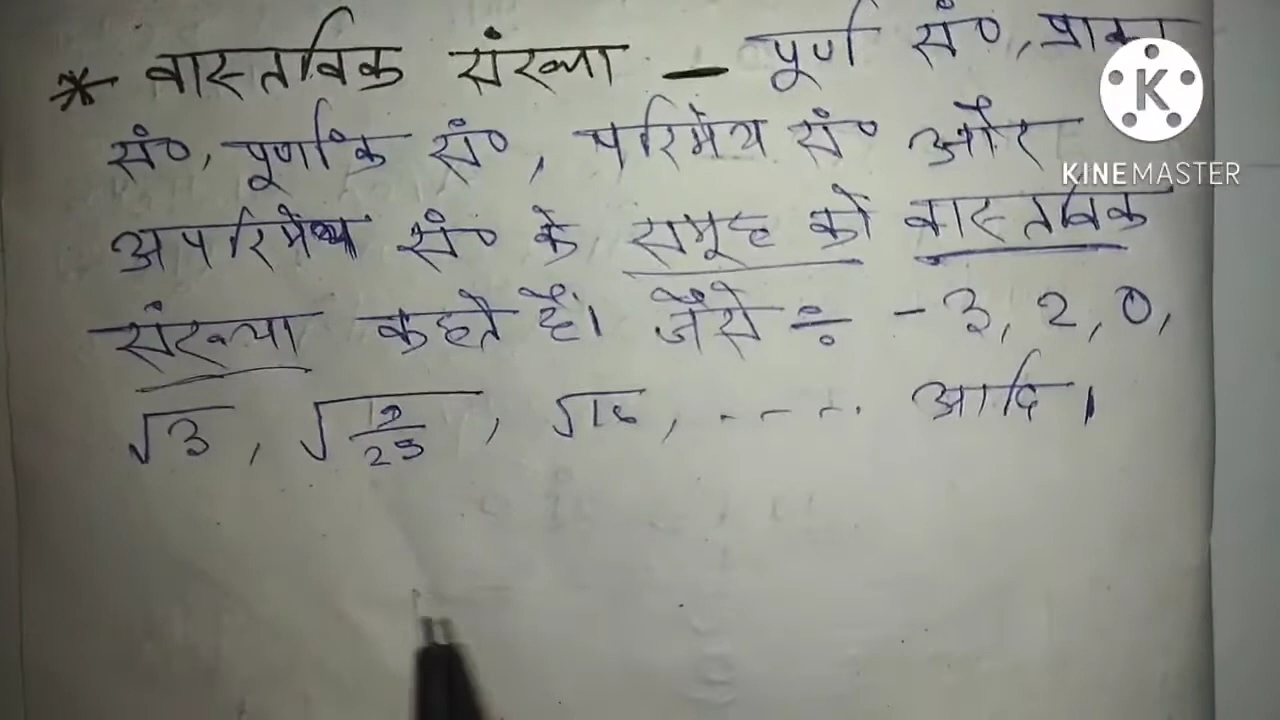 * वास्तविक संख्या - पूर्ण सं०, प्राकृ
सं०, पूर्णांक सं०, परिमेय सं० और
अपरिमेय सं० के समूह को वास्तविक
संख्या कहते हैं। जैसे ÷ -3, 2, 0,
√3, √9/25, √16, ---- आदि।
K
KINEMASTER